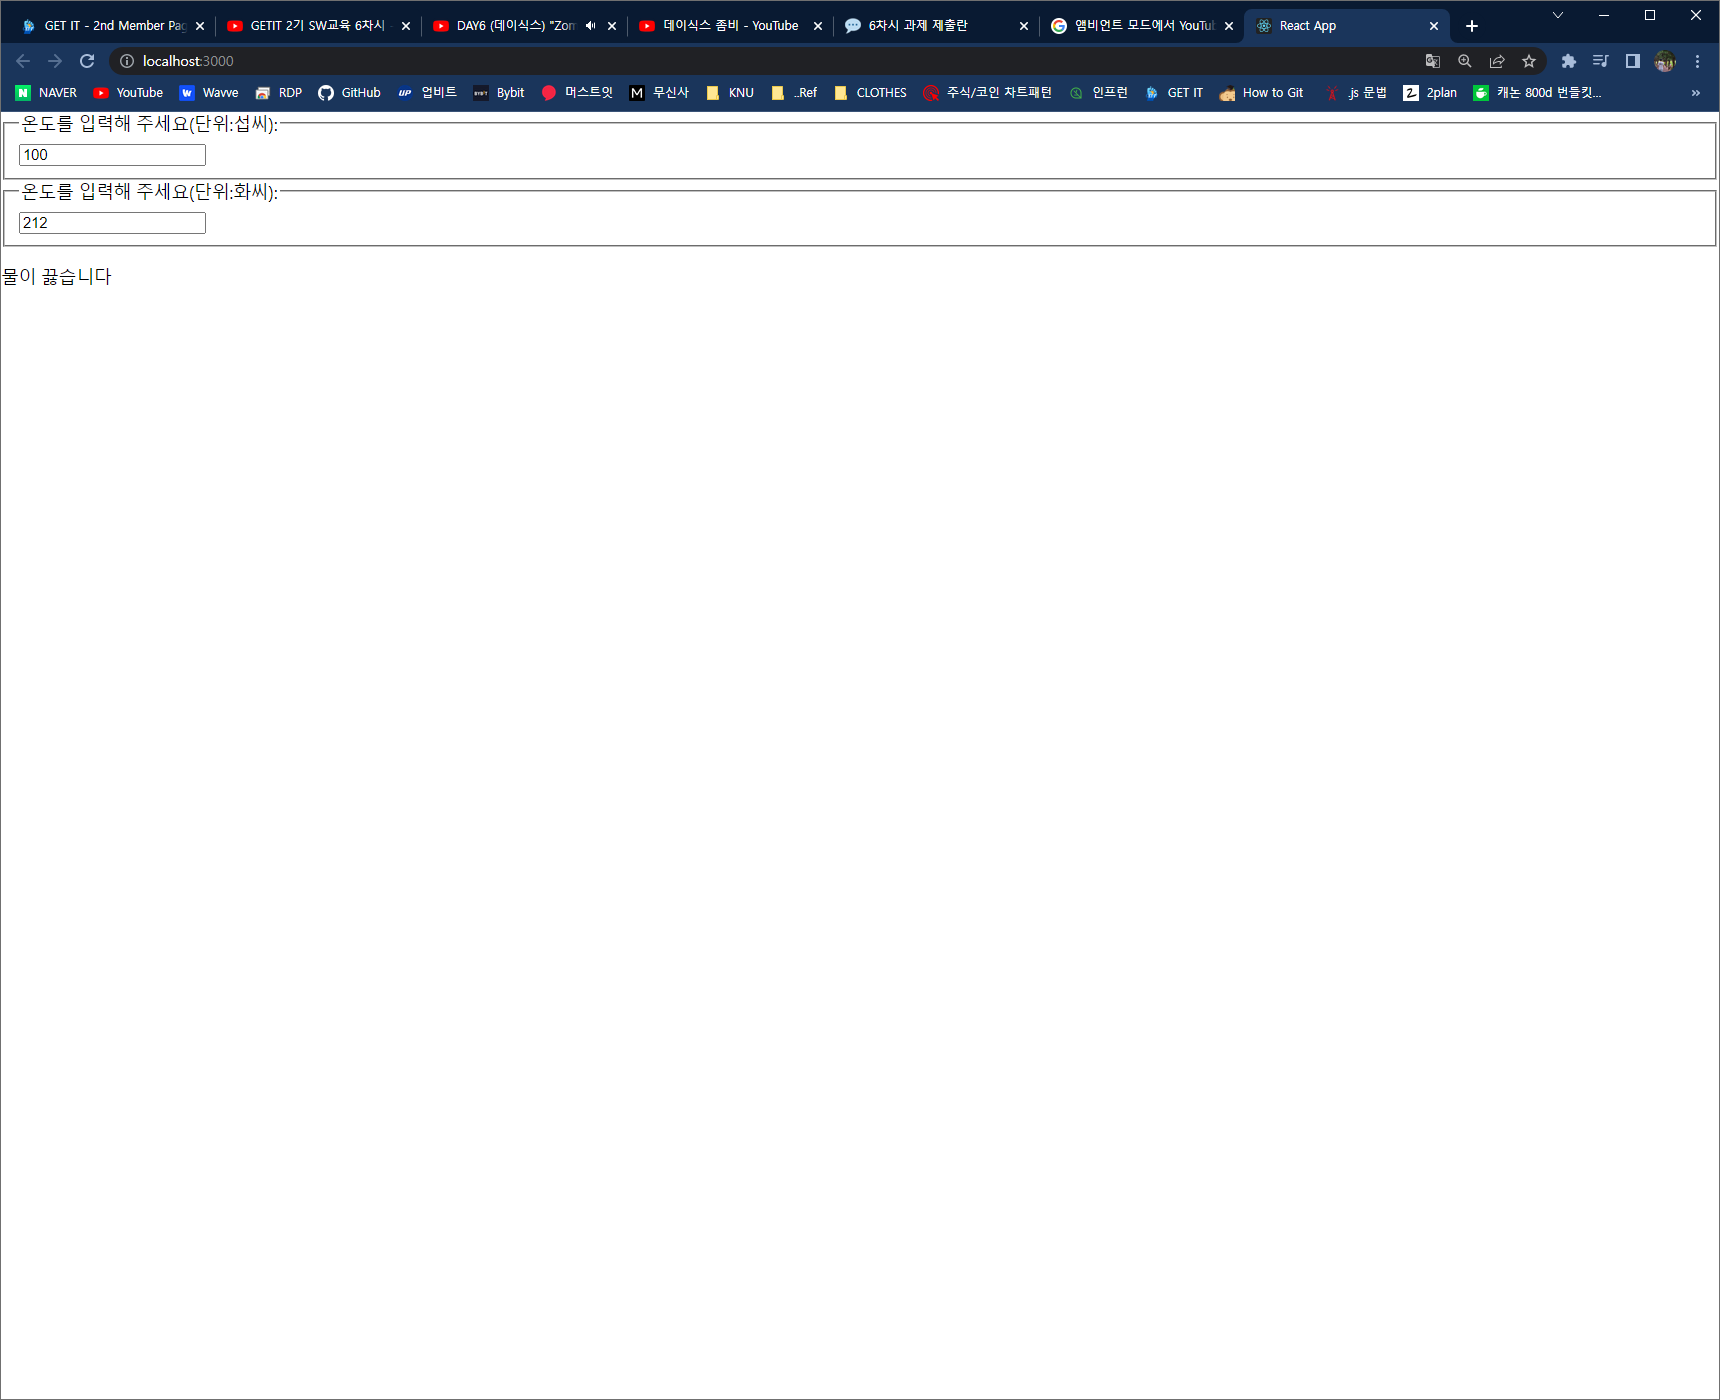 GET IT - 2nd Member Pag
GETIT 2기 SW교육 6차시
DAY6 (데이식스) "Zom
데이식스 좀비 - YouTube
6차시 과제 제출란
앰비언트 모드에서 YouTub
React App
localhost:3000
NAVER
YouTube
Wavve
RDP
GitHub
UP 업비트
BYBIT Bybit
머스트잇
M 무신사
KNU
..Ref
CLOTHES
주식/코인 차트패턴
인프런
GET IT
How to Git
.js 문법
2plan
캐논 800d 번들킷...
»
온도를 입력해 주세요(단위:섭씨):
100
온도를 입력해 주세요(단위:화씨):
212
물이 끓습니다